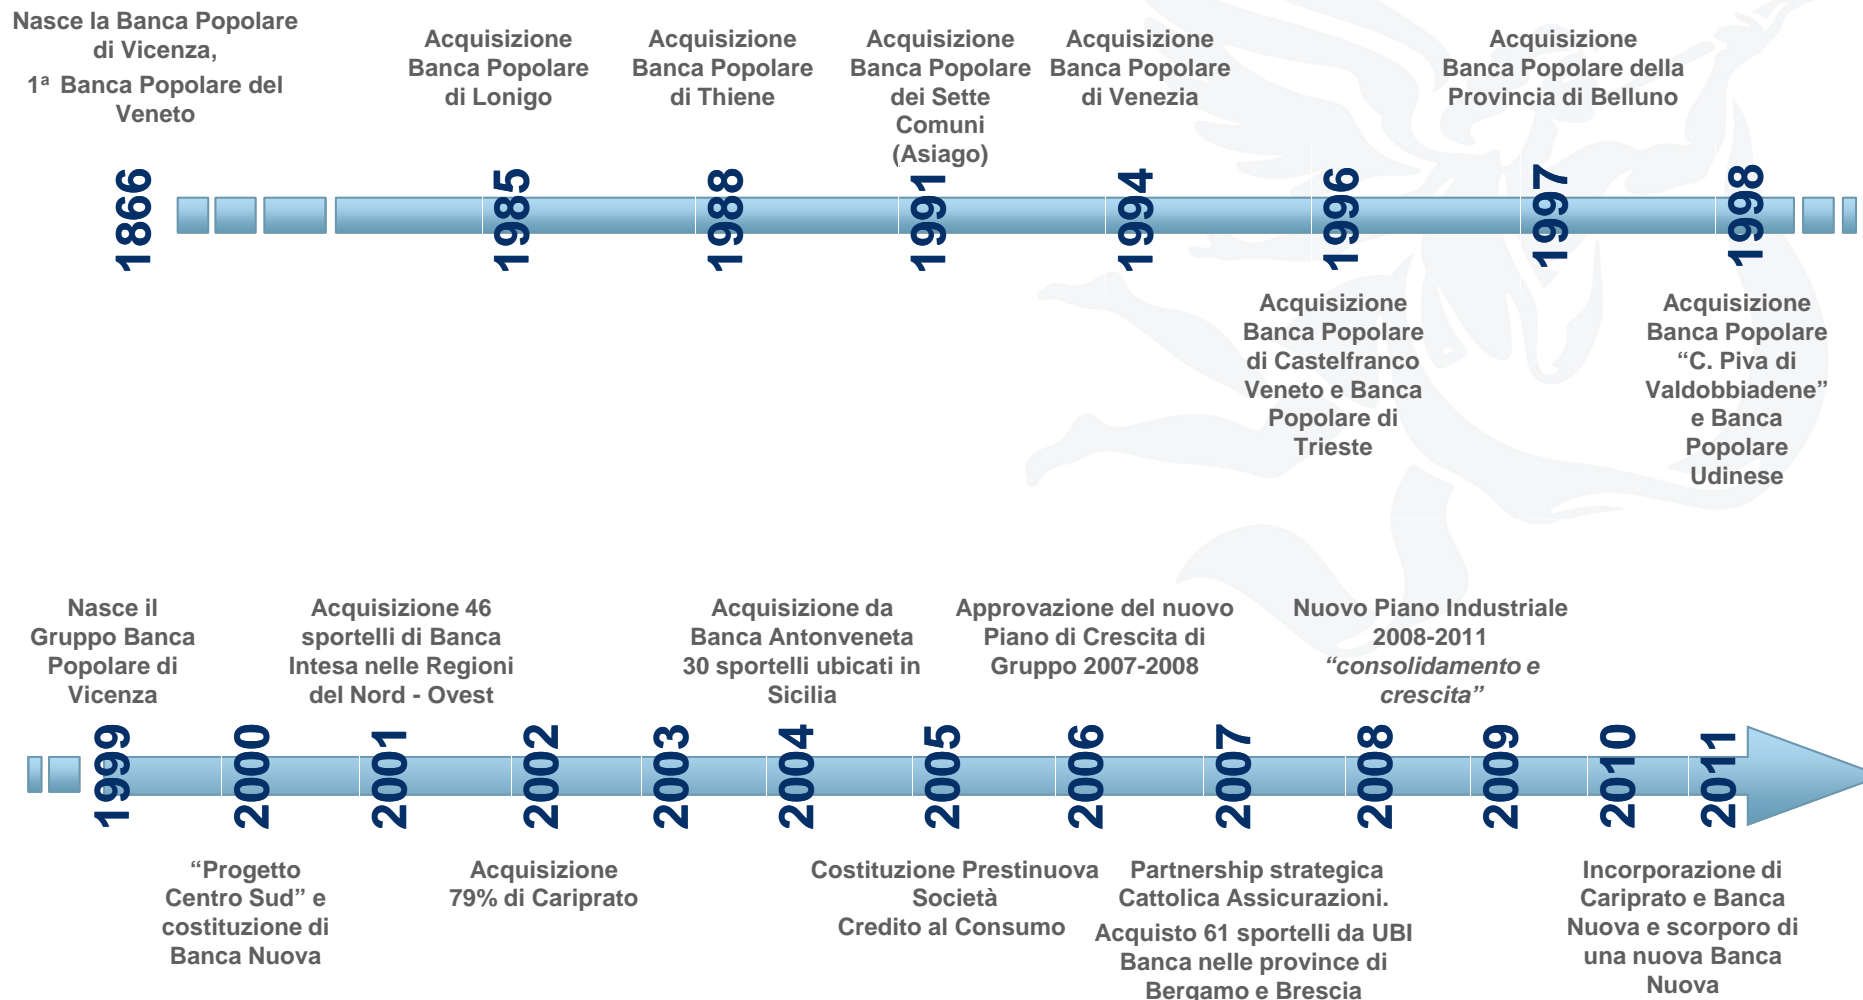 Nasce la Banca Popolare
di Vicenza,
1ª Banca Popolare del
Veneto
Acquisizione
Banca Popolare
di Lonigo
Acquisizione
Banca Popolare
di Thiene
Acquisizione
Banca Popolare
dei Sette
Comuni
(Asiago)
Acquisizione
Banca Popolare
di Venezia
Acquisizione
Banca Popolare della
Provincia di Belluno
1866
1985
1988
1991
1994
1996
1997
1998
Acquisizione
Banca Popolare
di Castelfranco
Veneto e Banca
Popolare di
Trieste
Acquisizione
Banca Popolare
“C. Piva di
Valdobbiadene”
e Banca
Popolare
Udinese
Nasce il
Gruppo Banca
Popolare di
Vicenza
Acquisizione 46
sportelli di Banca
Intesa nelle Regioni
del Nord - Ovest
Acquisizione da
Banca Antonveneta
30 sportelli ubicati in
Sicilia
Approvazione del nuovo
Piano di Crescita di
Gruppo 2007-2008
Nuovo Piano Industriale
2008-2011
“consolidamento e
crescita”
1999
2000
2001
2002
2003
2004
2005
2006
2007
2008
2009
2010
2011
“Progetto
Centro Sud” e
costituzione di
Banca Nuova
Acquisizione
79% di Cariprato
Costituzione Prestinuova
Società
Credito al Consumo
Partnership strategica
Cattolica Assicurazioni.
Acquisto 61 sportelli da UBI
Banca nelle province di
Bergamo e Brescia
Incorporazione di
Cariprato e Banca
Nuova e scorporo di
una nuova Banca
Nuova